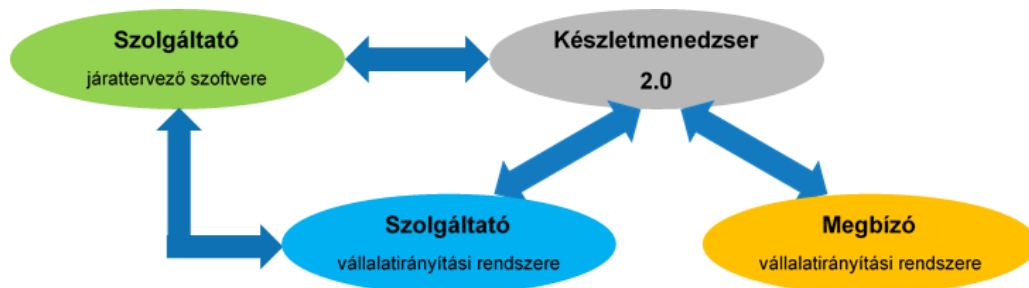 Szolgáltató
járattervező szoftvere
Készletmenedzser
2.0
Szolgáltató
vállalatirányítási rendszere
Megbízó
vállalatirányítási rendszere